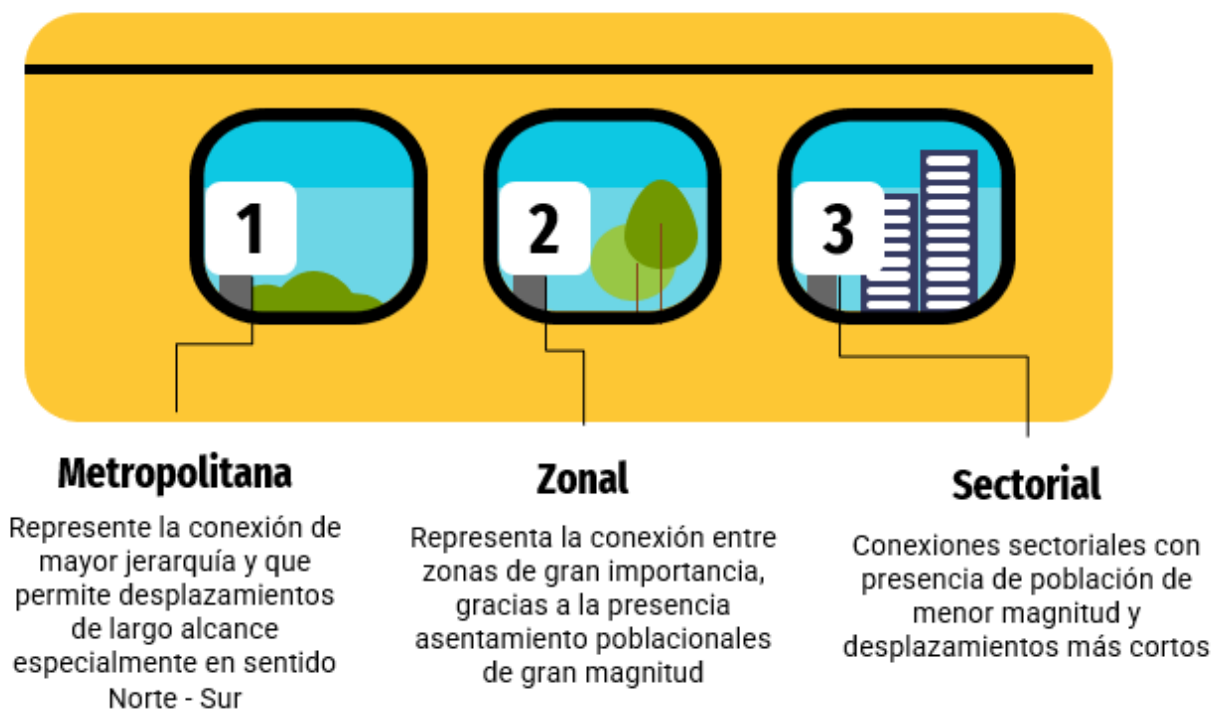 1
2
3
Metropolitana
Represente la conexión de
mayor jerarquía y que
permite desplazamientos
de largo alcance
especialmente en sentido
Norte - Sur
Zonal
Representa la conexión entre
zonas de gran importancia,
gracias a la presencia
asentamiento poblacionales
de gran magnitud
Sectorial
Conexiones sectoriales con
presencia de población de
menor magnitud y
desplazamientos más cortos